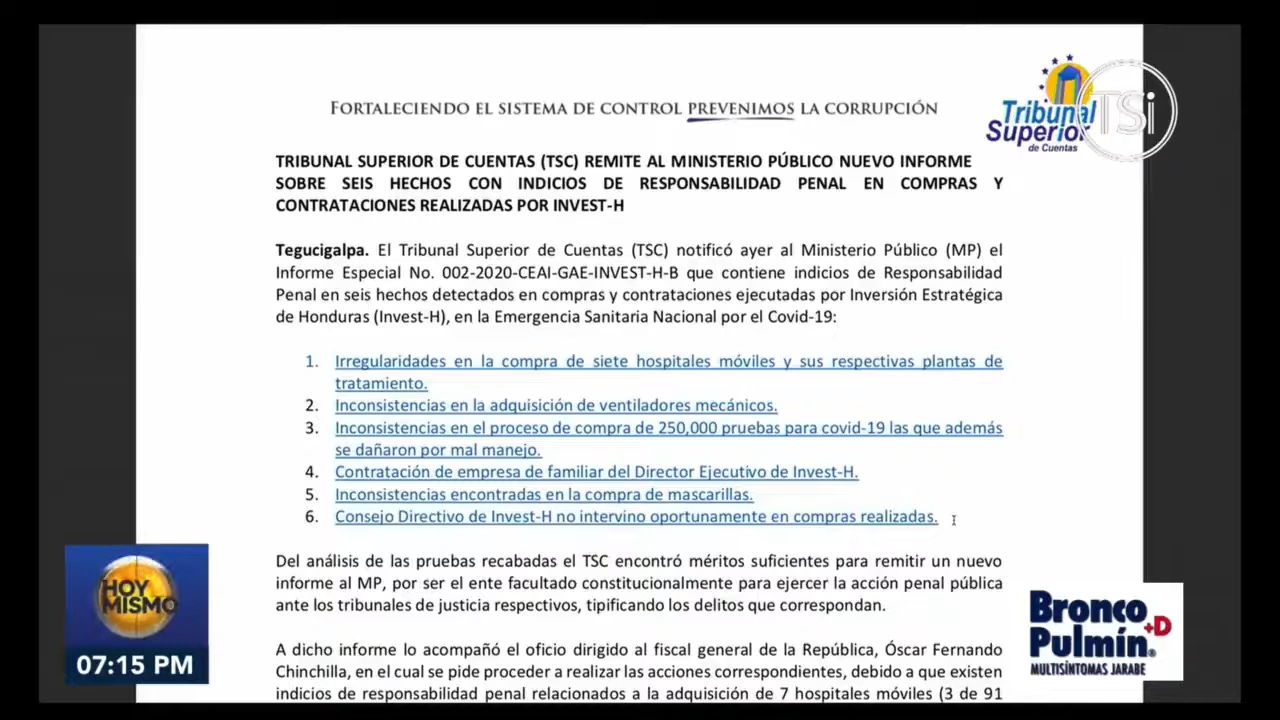 FORTALECIENDO EL SISTEMA DE CONTROL PREVENIMOS LA CORRUPCIÓN
Tribunal
Superior
de Cuentas
TSi
TRIBUNAL SUPERIOR DE CUENTAS (TSC) REMITE AL MINISTERIO PÚBLICO NUEVO INFORME
SOBRE SEIS HECHOS CON INDICIOS DE RESPONSABILIDAD PENAL EN COMPRAS Y
CONTRATACIONES REALIZADAS POR INVEST-H
Tegucigalpa. El Tribunal Superior de Cuentas (TSC) notificó ayer al Ministerio Público (MP) el
Informe Especial No. 002-2020-CEAI-GAE-INVEST-H-B que contiene indicios de Responsabilidad
Penal en seis hechos detectados en compras y contrataciones ejecutadas por Inversión Estratégica
de Honduras (Invest-H), en la Emergencia Sanitaria Nacional por el Covid-19:
1. Irregularidades en la compra de siete hospitales móviles y sus respectivas plantas de
tratamiento.
2. Inconsistencias en la adquisición de ventiladores mecánicos.
3. Inconsistencias en el proceso de compra de 250,000 pruebas para covid-19 las que además
se dañaron por mal manejo.
4. Contratación de empresa de familiar del Director Ejecutivo de Invest-H.
5. Inconsistencias encontradas en la compra de mascarillas.
6. Consejo Directivo de Invest-H no intervino oportunamente en compras realizadas.
Del análisis de las pruebas recabadas el TSC encontró méritos suficientes para remitir un nuevo
informe al MP, por ser el ente facultado constitucionalmente para ejercer la acción penal pública
ante los tribunales de justicia respectivos, tipificando los delitos que correspondan.
A dicho informe lo acompañó el oficio dirigido al fiscal general de la República, Óscar Fernando
Chinchilla, en el cual se pide proceder a realizar las acciones correspondientes, debido a que existen
indicios de responsabilidad penal relacionados a la adquisición de 7 hospitales móviles (3 de 91
HOY
MISMO
07:15 PM
Bronco
Pulmín+D
MULTISÍNTOMAS JARABE